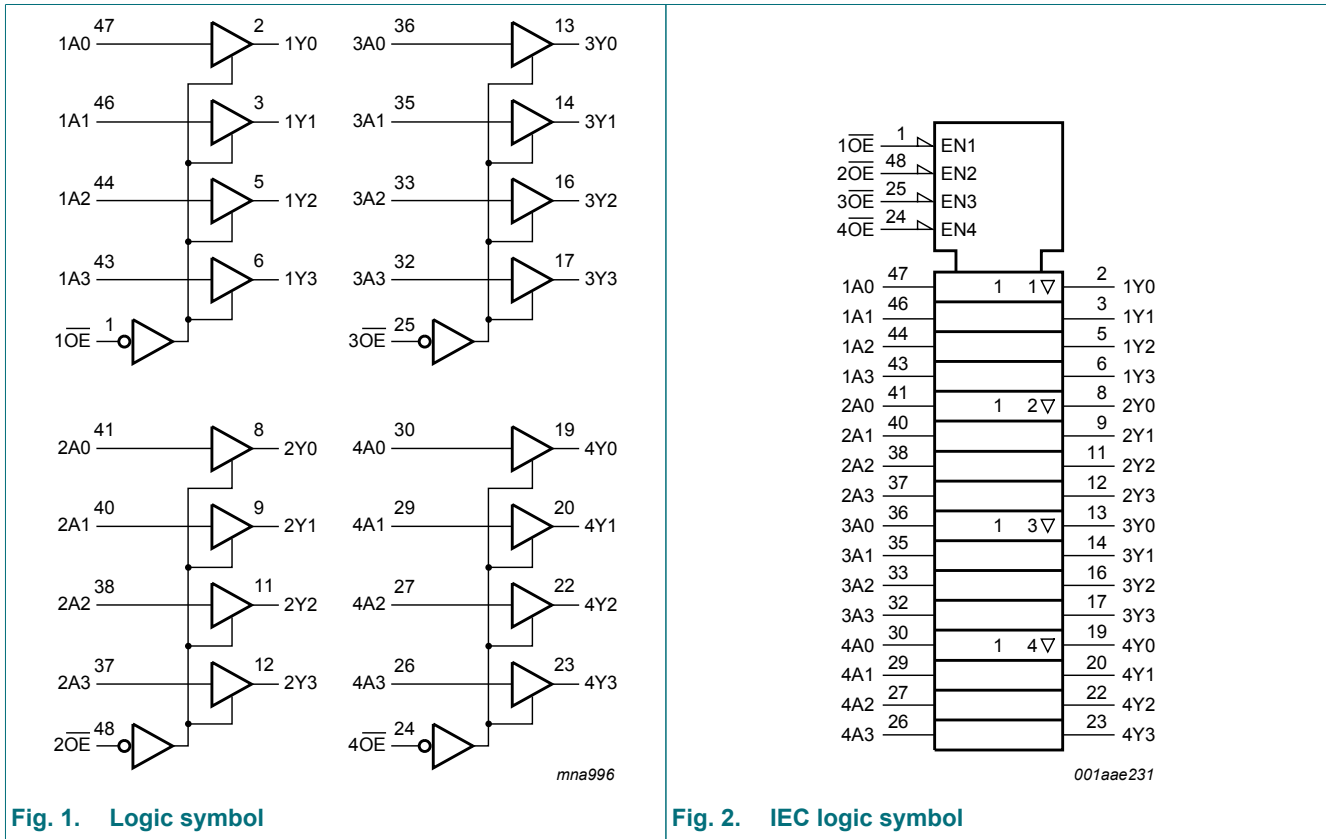 47 2 36 13
1A0 1Y0 3A0 3Y0
46 3 35 14
1A1 1Y1 3A1 3Y1
44 5 33 16
1A2 1Y2 3A2 3Y2
43 6 32 17
1A3 1Y3 3A3 3Y3
1 25
1O̅E̅ 3O̅E̅
41 8 30 19
2A0 2Y0 4A0 4Y0
40 9 29 20
2A1 2Y1 4A1 4Y1
38 11 27 22
2A2 2Y2 4A2 4Y2
37 12 26 23
2A3 2Y3 4A3 4Y3
48 24
2O̅E̅ 4O̅E̅
mna996
Fig. 1. Logic symbol
1O̅E̅ 1 EN1
2O̅E̅ 48 EN2
3O̅E̅ 25 EN3
4O̅E̅ 24 EN4
1A0 47 1 1▽ 2 1Y0
1A1 46 3 1Y1
1A2 44 5 1Y2
1A3 43 6 1Y3
2A0 41 1 2▽ 8 2Y0
2A1 40 9 2Y1
2A2 38 11 2Y2
2A3 37 12 2Y3
3A0 36 1 3▽ 13 3Y0
3A1 35 14 3Y1
3A2 33 16 3Y2
3A3 32 17 3Y3
4A0 30 1 4▽ 19 4Y0
4A1 29 20 4Y1
4A2 27 22 4Y2
4A3 26 23 4Y3
001aae231
Fig. 2. IEC logic symbol